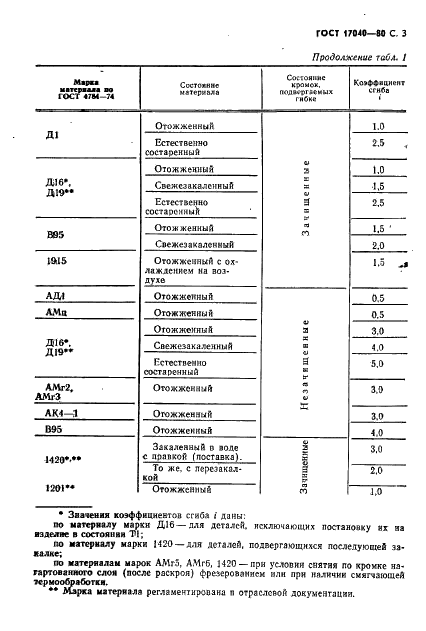 ГОСТ 17040—80 С. 3
Продолжение табл. 1
Марка материала по ГОСТ 4784—74 | Состояние материала | Состояние кромок, подвергаемых гибке | Коэффициент сгиба i
Д1 | Отожженный | Зачищенные | 1,0
Естественно состаренный | 2,5
Д16*, Д19** | Отожженный | 1,0
Свежезакаленный | 1,5
Естественно состаренный | 2,5
В95 | Отожженный | 1,5
Свежезакаленный | 2,0
1915 | Отожженный с охлаждением на воздухе | 1,5
АД1 | Отожженный | Незачищенные | 0,5
АМц | Отожженный | 0,5
Д16*, Д19** | Отожженный | 3,0
Свежезакаленный | 4,0
Естественно состаренный | 5,0
АМг2, АМг3 | Отожженный | 3,0
АК4—1 | Отожженный | 3,0
В95 | Отожженный | 4,0
1420*,** | Закаленный в воде с правкой (поставка). | Зачищенные | 3,0
То же, с перезакалкой | 2,0
1201** | Отожженный | 1,0
* Значения коэффициентов сгиба i даны:
по материалу марки Д16 — для деталей, исключающих постановку их на
изделие в состоянии Т1;
по материалу марки 1420 — для деталей, подвергающихся последующей за-
калке;
по материалам марок АМг5, АМг6, 1420 — при условии снятия по кромке на-
гартованного слоя (после раскроя) фрезерованием или при наличии смягчающей
термообработки.
** Марка материала регламентирована в отраслевой документации.